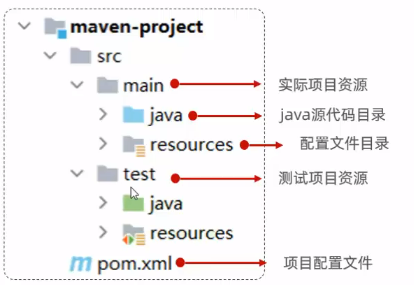 maven-project
src
main 实际项目资源
java java源代码目录
resources 配置文件目录
test 测试项目资源
java
resources
pom.xml 项目配置文件